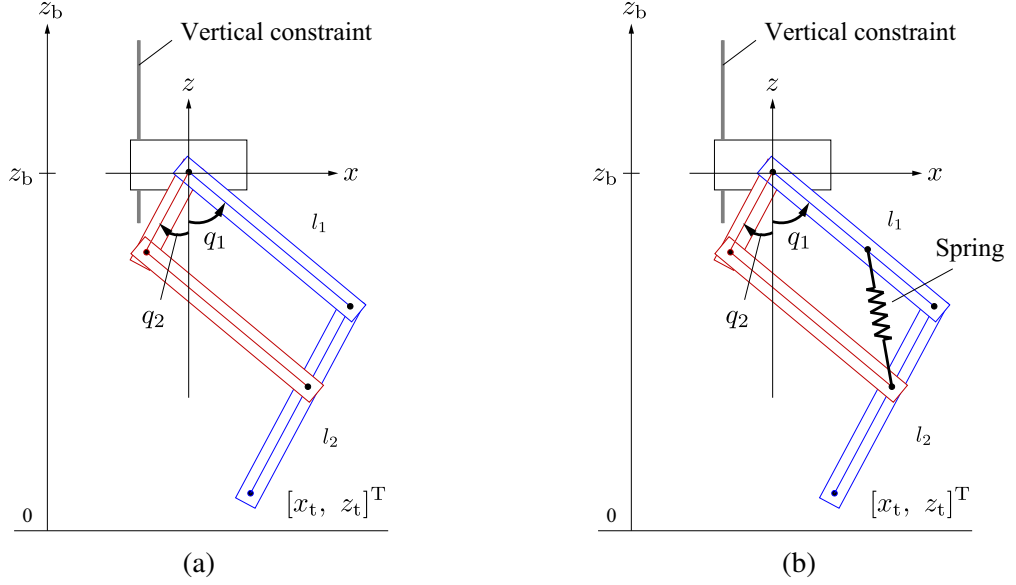 z_b
Vertical constraint
z
z_b
x
l_1
q_1
q_2
l_2
[x_t, z_t]^T
0
(a)
z_b
Vertical constraint
z
z_b
x
l_1
q_1
Spring
q_2
l_2
[x_t, z_t]^T
0
(b)